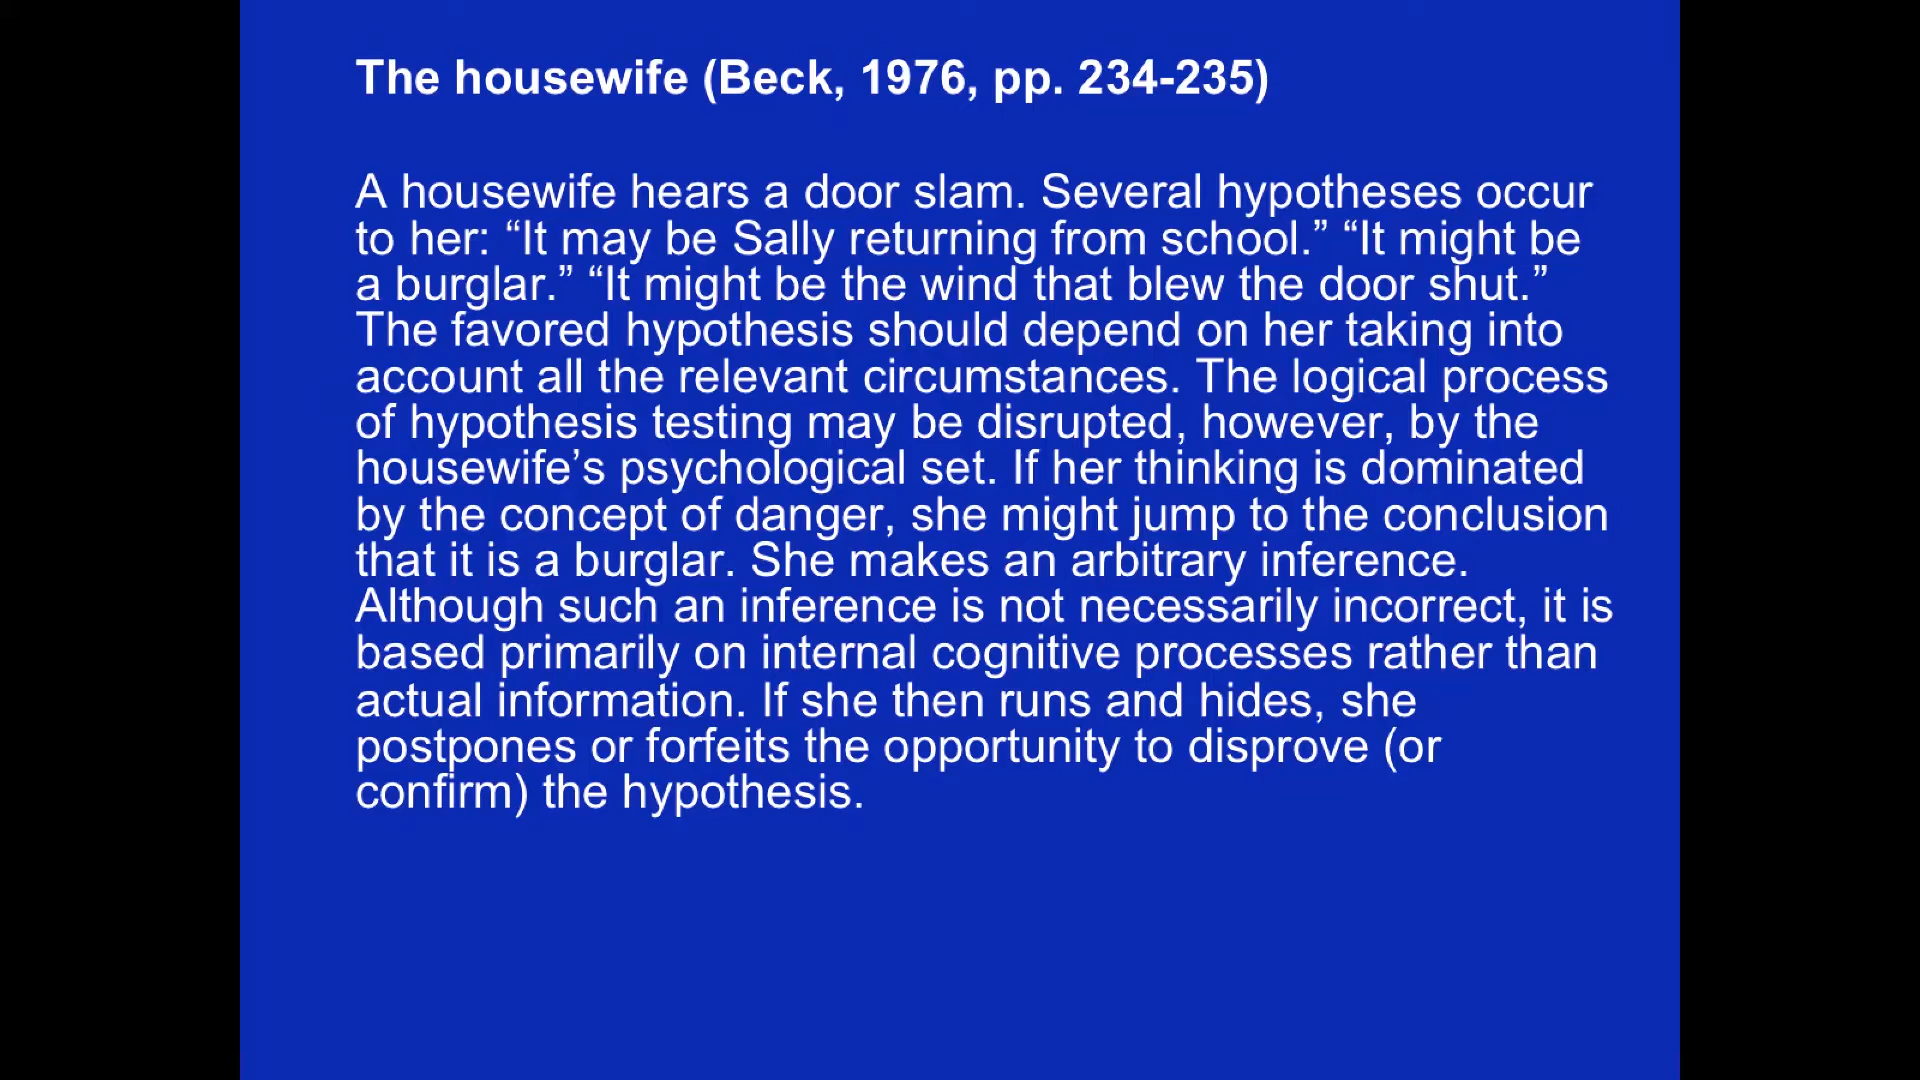 The housewife (Beck, 1976, pp. 234-235)
A housewife hears a door slam. Several hypotheses occur
to her: “It may be Sally returning from school.” “It might be
a burglar.” “It might be the wind that blew the door shut.”
The favored hypothesis should depend on her taking into
account all the relevant circumstances. The logical process
of hypothesis testing may be disrupted, however, by the
housewife’s psychological set. If her thinking is dominated
by the concept of danger, she might jump to the conclusion
that it is a burglar. She makes an arbitrary inference.
Although such an inference is not necessarily incorrect, it is
based primarily on internal cognitive processes rather than
actual information. If she then runs and hides, she
postpones or forfeits the opportunity to disprove (or
confirm) the hypothesis.